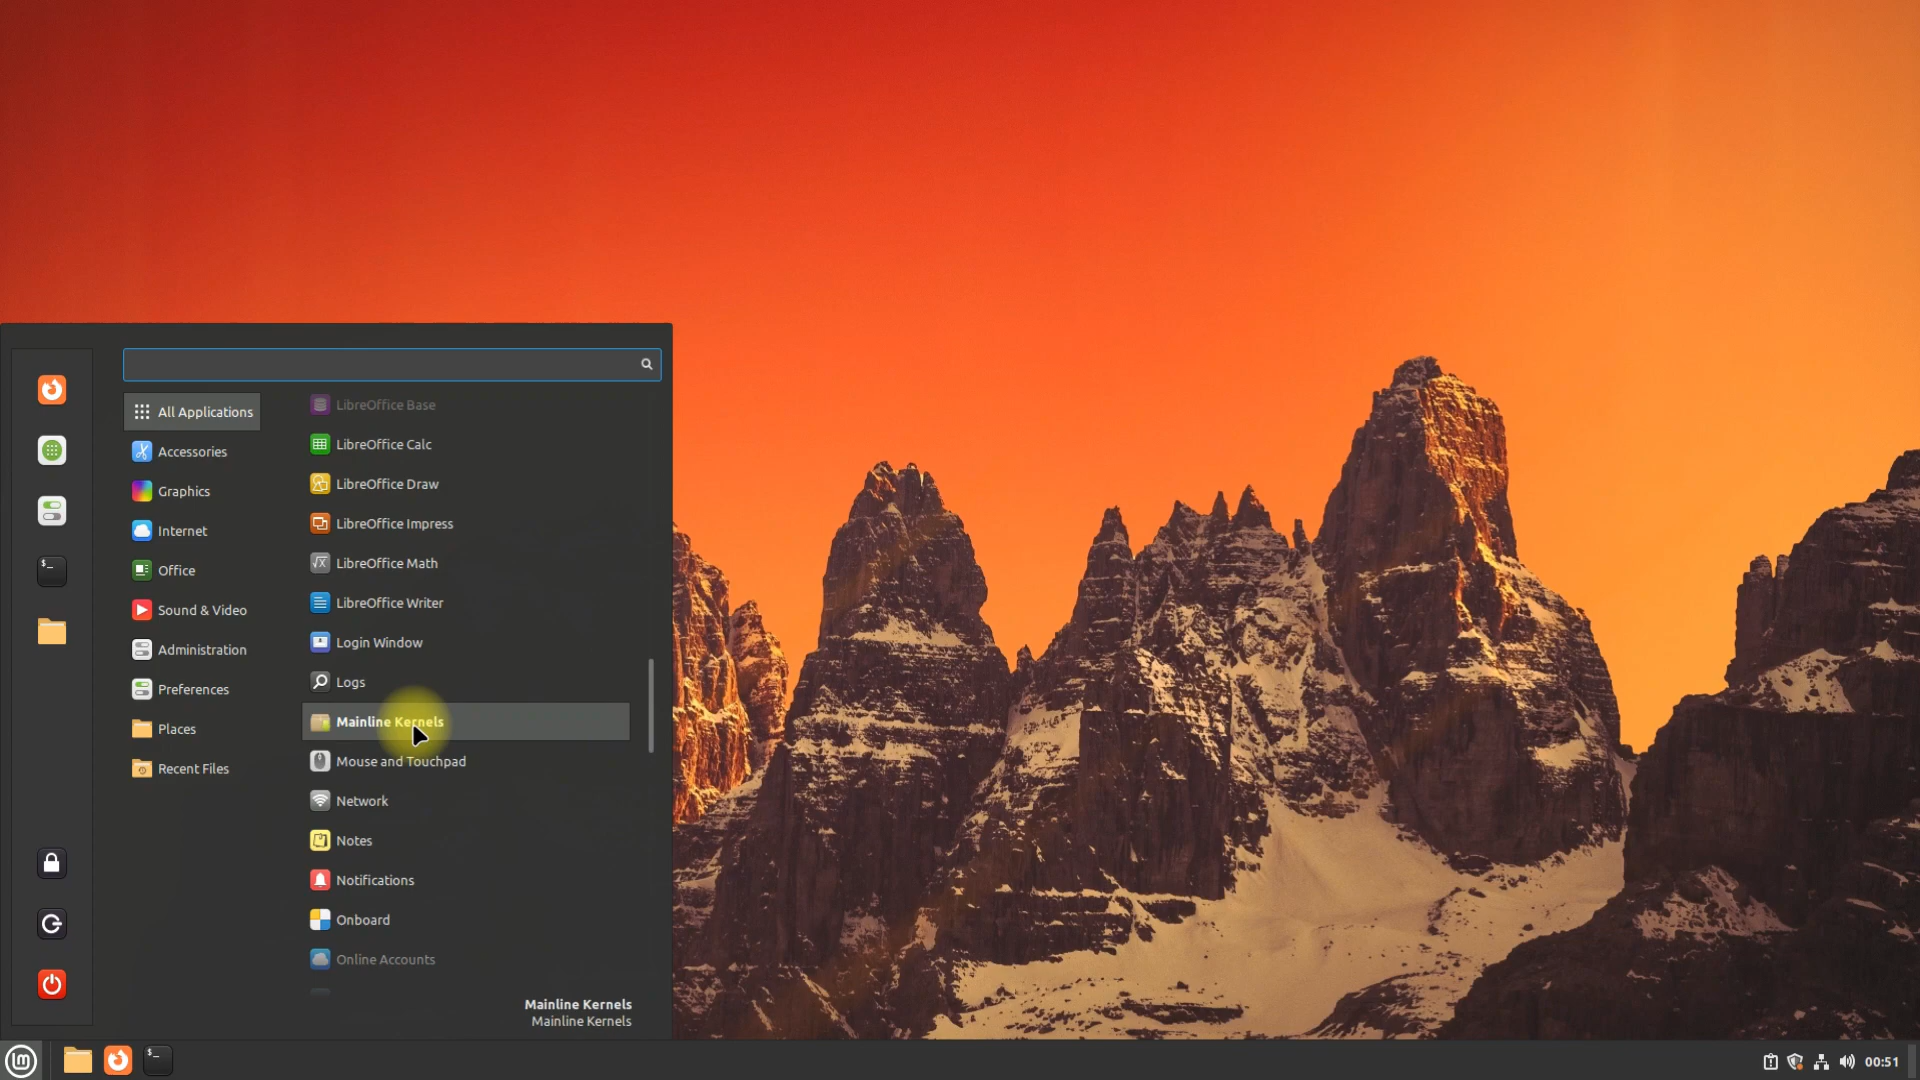 All Applications
Accessories
Graphics
Internet
Office
Sound & Video
Administration
Preferences
Places
Recent Files
LibreOffice Base
LibreOffice Calc
LibreOffice Draw
LibreOffice Impress
LibreOffice Math
LibreOffice Writer
Login Window
Logs
Mainline Kernels
Mouse and Touchpad
Network
Notes
Notifications
Onboard
Online Accounts
Mainline Kernels
Mainline Kernels
00:51